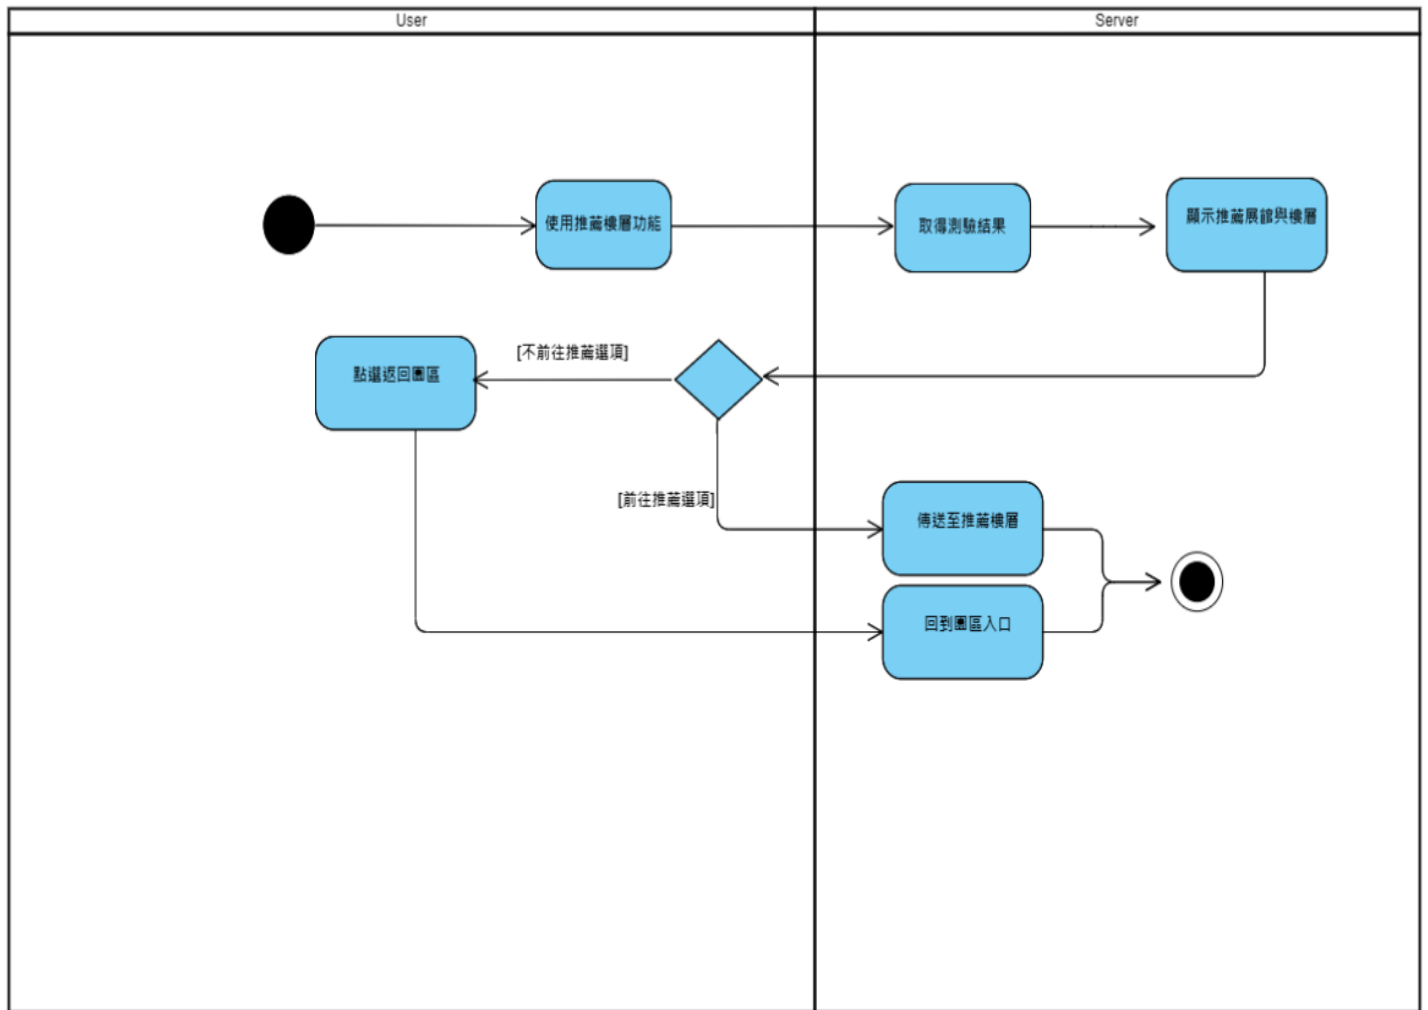 User
Server
使用推薦樓層功能
取得測驗結果
顯示推薦展館與樓層
[不前往推薦選項]
點選返回園區
[前往推薦選項]
傳送至推薦樓層
回到園區入口